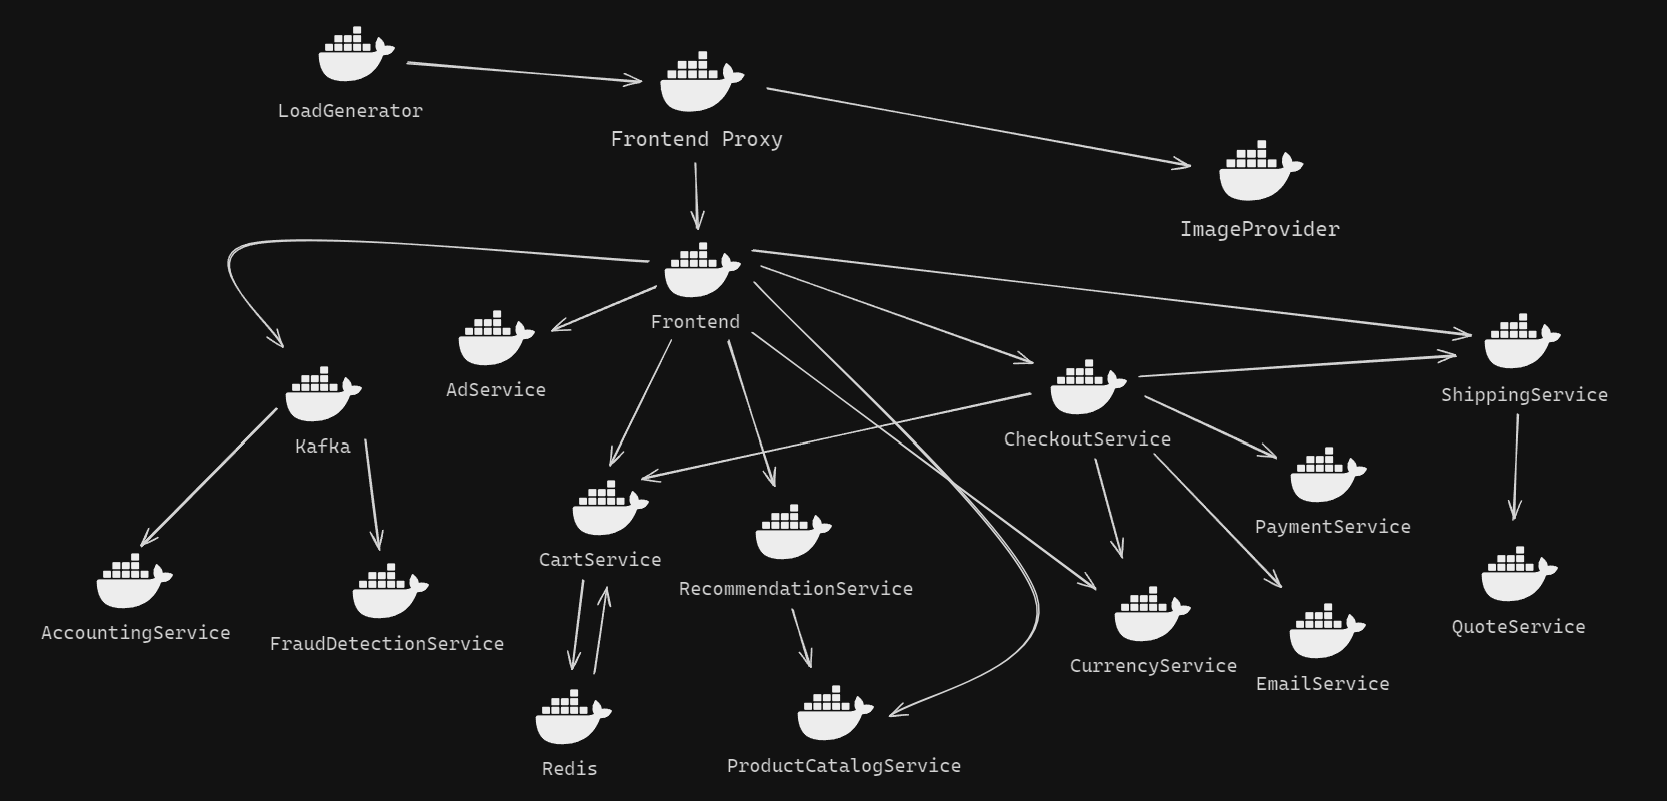 LoadGenerator
Frontend Proxy
ImageProvider
Frontend
AdService
ShippingService
CheckoutService
Kafka
PaymentService
CartService
RecommendationService
QuoteService
AccountingService
FraudDetectionService
CurrencyService
EmailService
Redis
ProductCatalogService